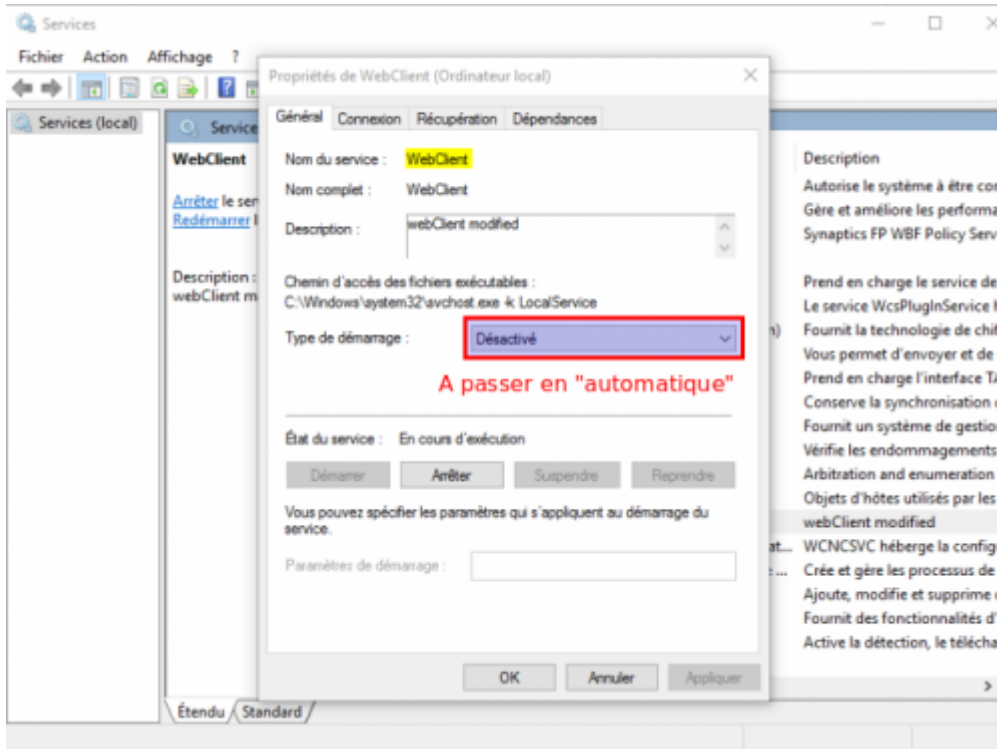 Services
Fichier Action Affichage ?
Propriétés de WebClient (Ordinateur local)
Services (local)
Service
WebClient
Arrêter le ser
Redémarrer l
Description :
webClient m
Général Connexion Récupération Dépendances
Nom du service : WebClient
Nom complet : WebClient
Description : webClient modified
Chemin d'accès des fichiers exécutables :
C:\Windows\system32\svchost.exe -k LocalService
Type de démarrage : Désactivé
A passer en "automatique"
État du service : En cours d'exécution
Démarrer Arrêter Suspendre Reprendre
Vous pouvez spécifier les paramètres qui s'appliquent au démarrage du
service.
Paramètres de démarrage :
OK Annuler Appliquer
Description
Autorise le système à être con
Gère et améliore les performa
Synaptics FP WBF Policy Serv
Prend en charge le service de
Le service WcsPlugInService
n) Fournit la technologie de chif
Vous permet d'envoyer et de
Prend en charge l'interface TA
Conserve la synchronisation
Fournit un système de gestion
Vérifie les endommagements
Arbitration and enumeration
Objets d'hôtes utilisés par les
webClient modified
at... WCNCSVC héberge la config
... Crée et gère les processus de
Ajoute, modifie et supprime
Fournit des fonctionnalités d'
Active la détection, le télécha
Étendu Standard